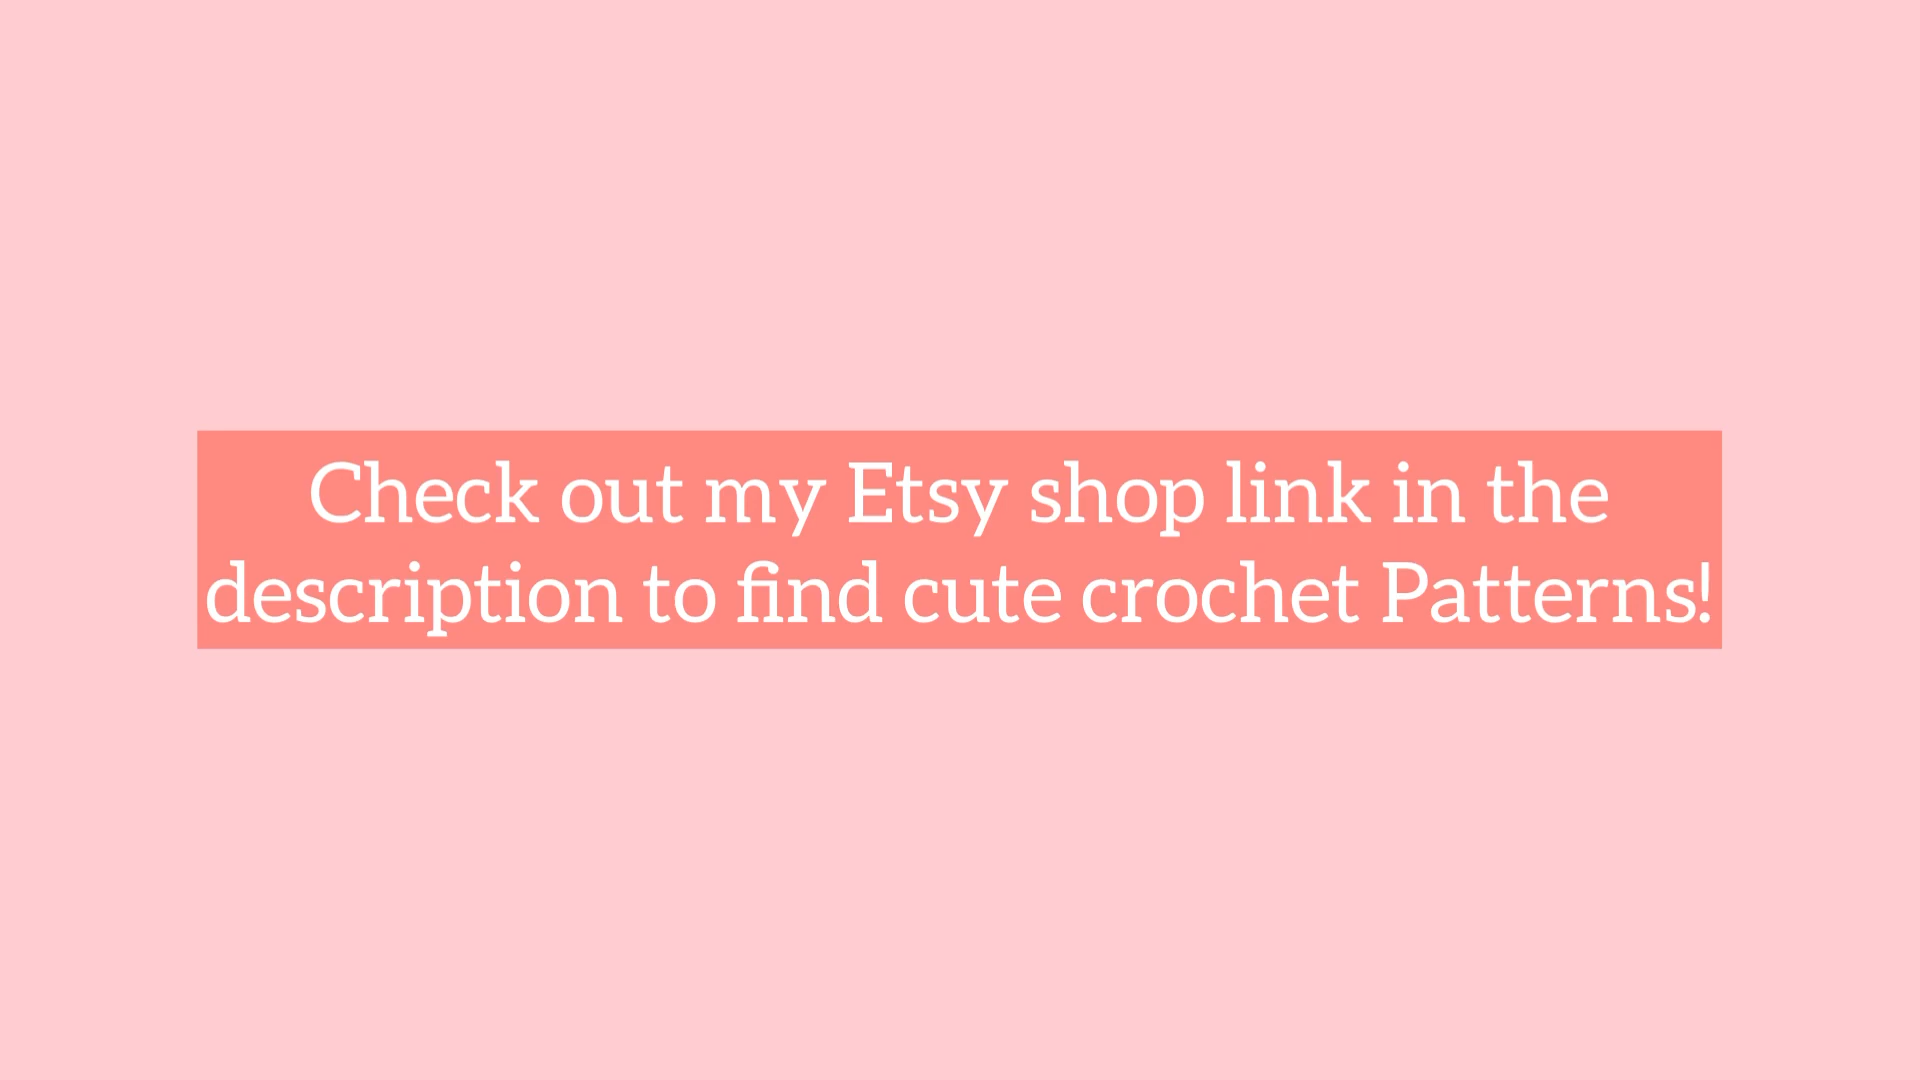 Check out my Etsy shop link in the
description to find cute crochet Patterns!